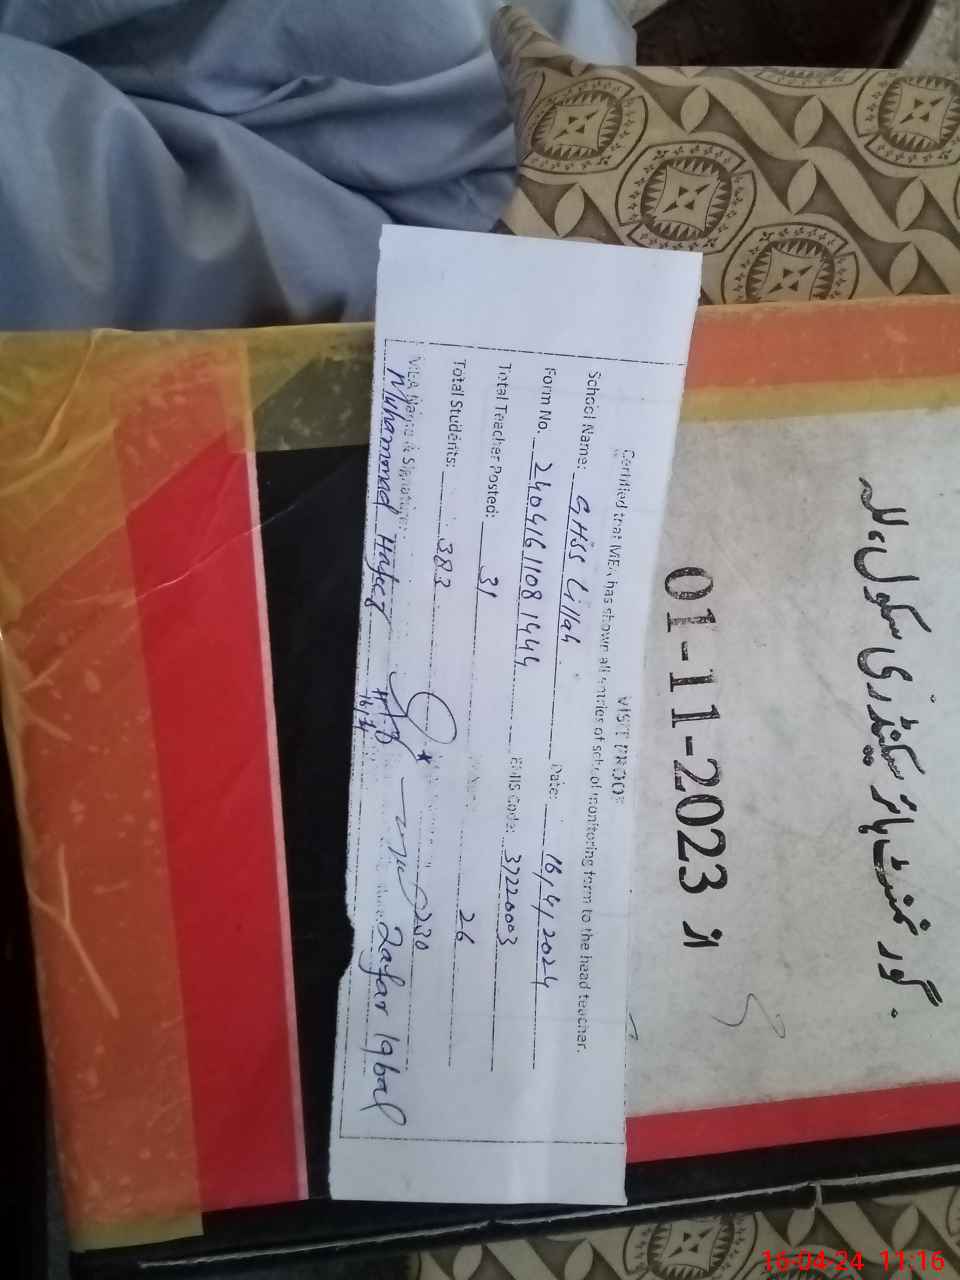 VISIT PROOF
Certified that MEA has shown all entries of school monitoring form to the head teacher.
School Name: GHSS Lillah Date: 16/4/2024
Form No. 24041611081444 EMIS Code: 37220003
Total Teacher Posted: 31 26
Total Students: 383 230
MEA Name & Signature:
Muhammad Hafeez Zafar Iqbal
16/4
گورنمنٹ ہائر سیکنڈری سکول، للہ
01-11-2023 از
16-04-24 11:16